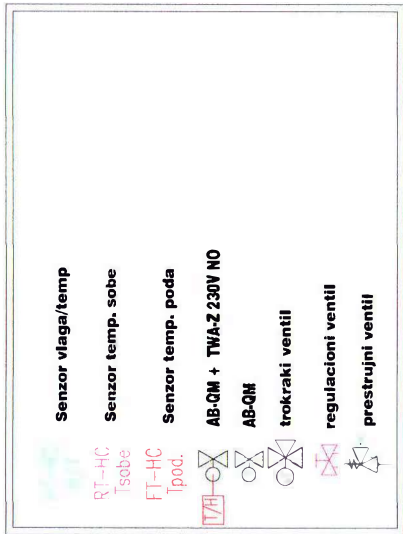 Senzor vlaga/temp
RT-HC
Tsobe
Senzor temp. sobe
FT-HC
Tpod.
Senzor temp. poda
T/H
AB-QM + TWA-Z 230V NO
AB-QM
trokraki ventil
regulacioni ventil
prestrujni ventil